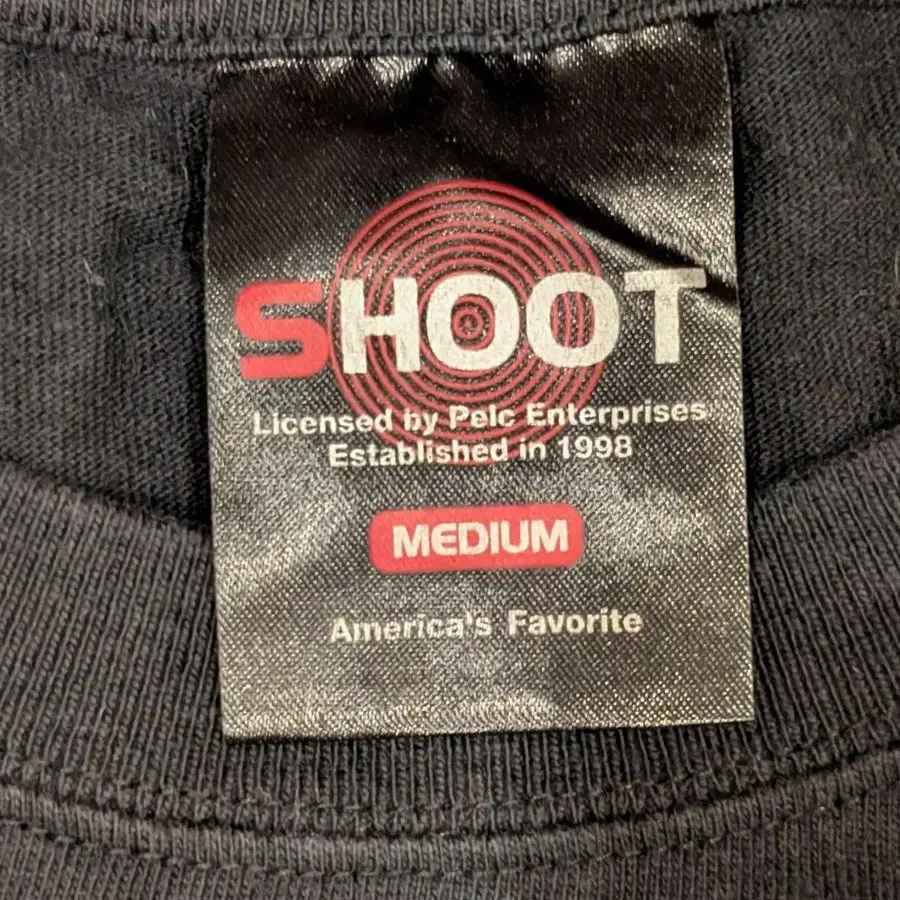 SHOOT
Licensed by Pelc Enterprises
Established in 1998
MEDIUM
America's Favorite